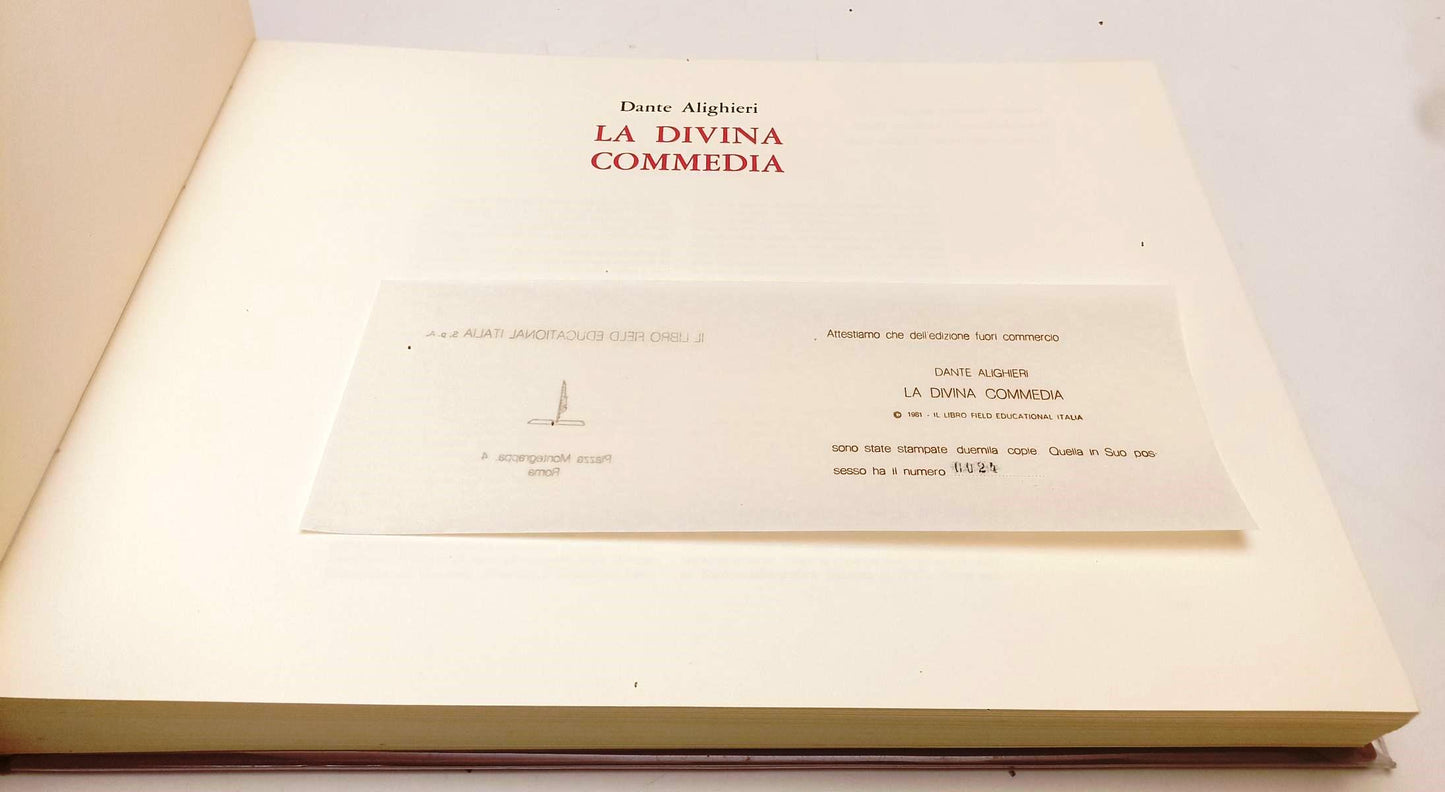 Dante Alighieri
LA DIVINA
COMMEDIA
IL LIBRO FIELD EDUCATIONAL ITALIA S.p.A.
Piazza Montegrappa, 4
Roma
Attestiamo che dell'edizione fuori commercio
DANTE ALIGHIERI
LA DIVINA COMMEDIA
© 1981 - IL LIBRO FIELD EDUCATIONAL ITALIA
sono state stampate duemila copie. Quella in Suo pos-
sesso ha il numero 0024